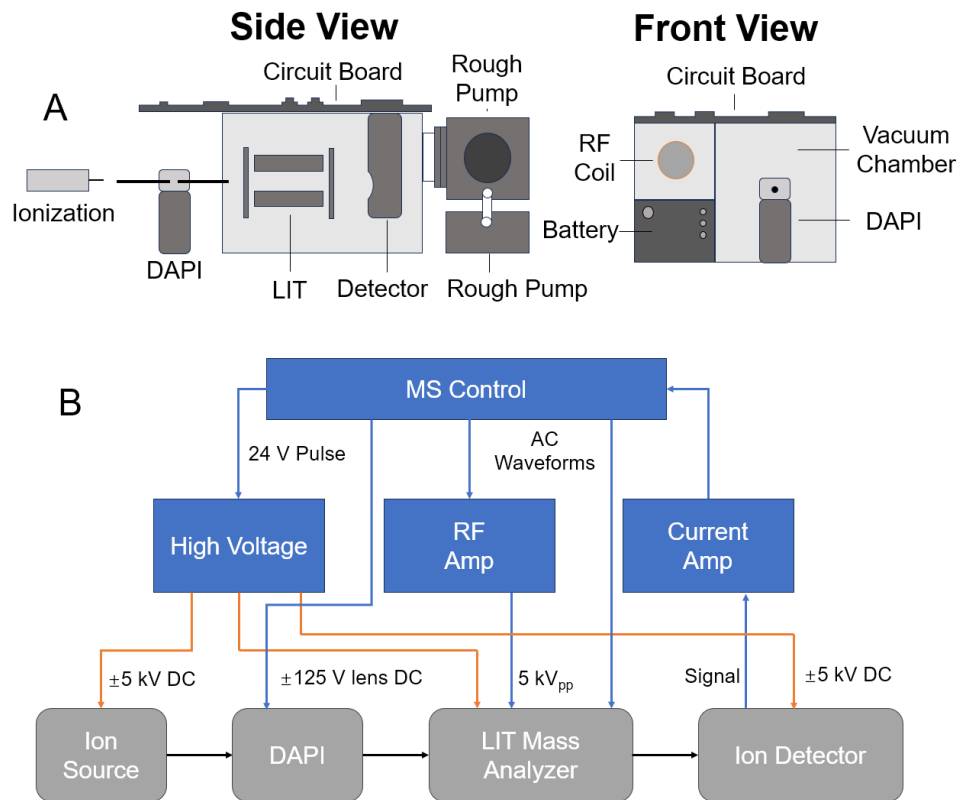 Side View
Front View
A
Circuit Board
Rough
Pump
Ionization
DAPI
LIT
Detector
Rough Pump
Circuit Board
RF
Coil
Vacuum
Chamber
Battery
DAPI
B
MS Control
24 V Pulse
AC
Waveforms
High Voltage
RF
Amp
Current
Amp
±5 kV DC
±125 V lens DC
5 kVpp
Signal
±5 kV DC
Ion
Source
DAPI
LIT Mass
Analyzer
Ion Detector